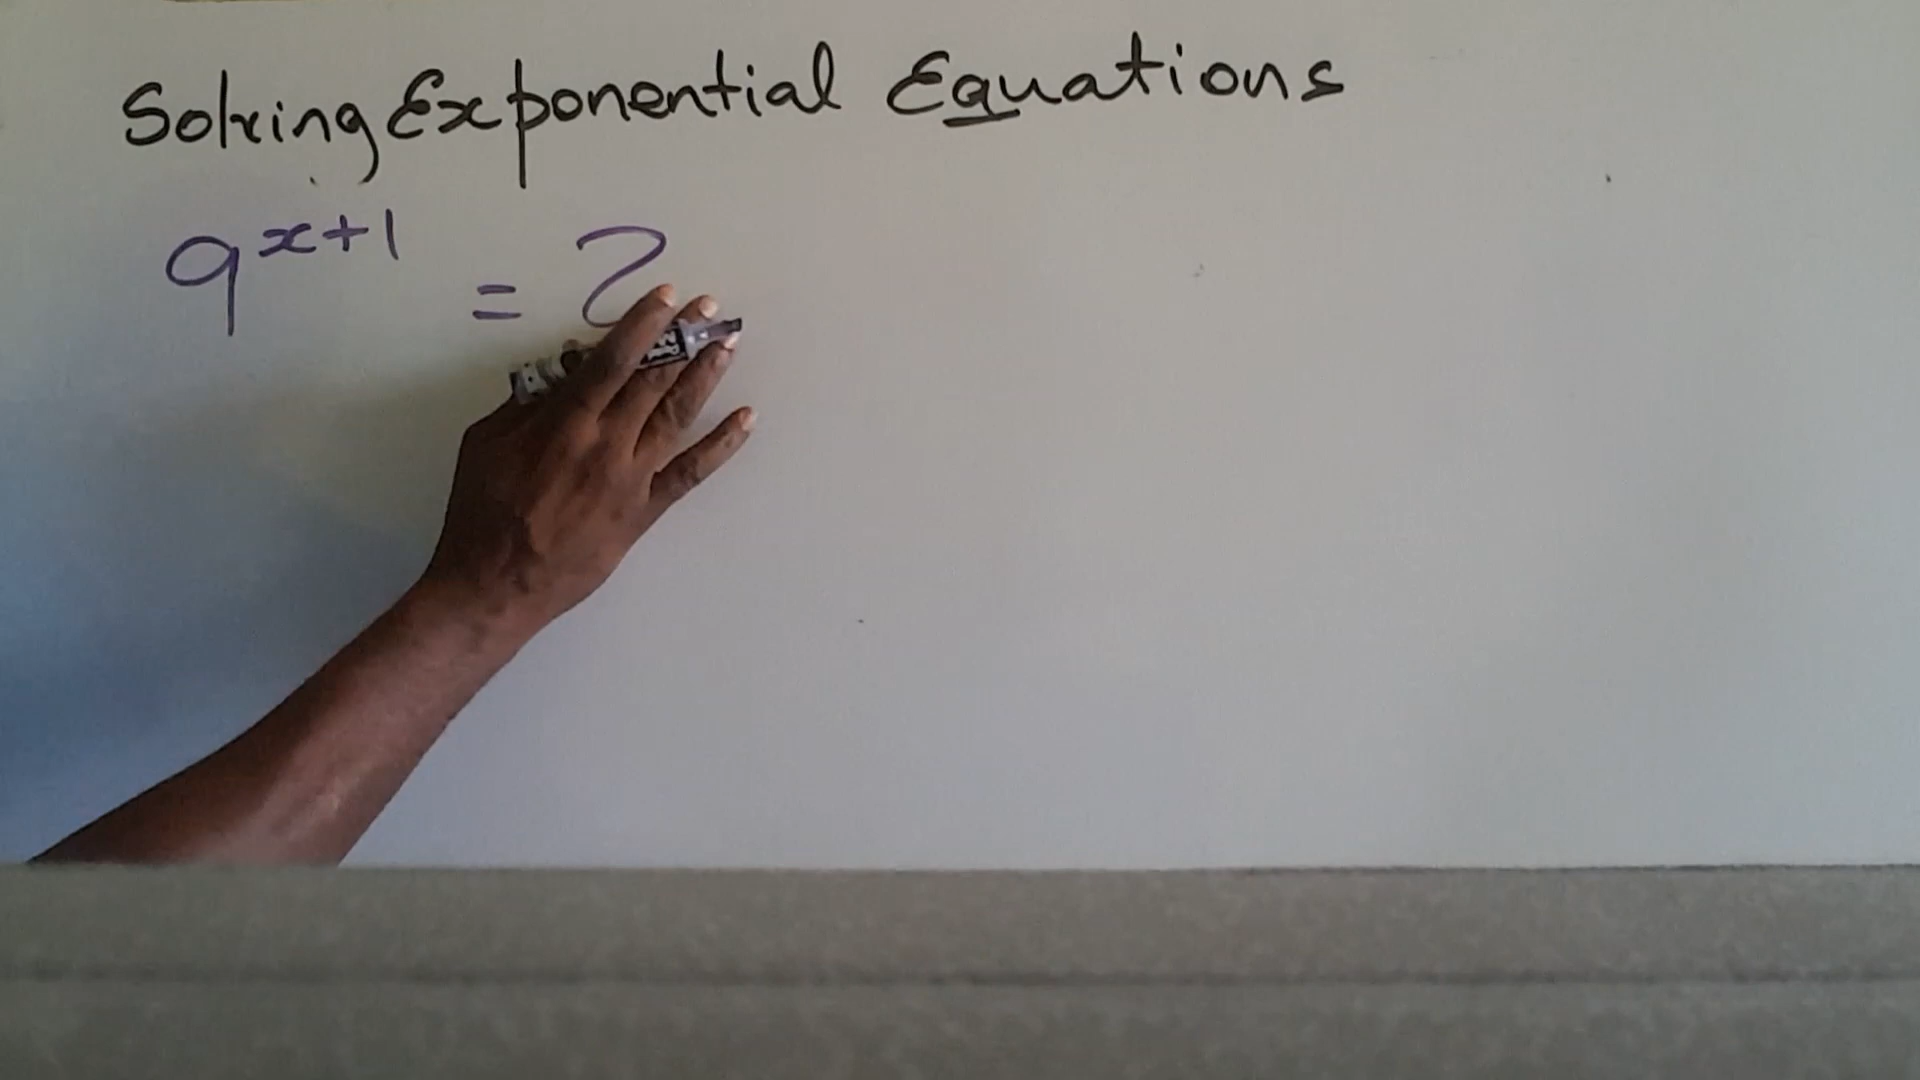 Solving Exponential Equations
9^{x+1} = 2